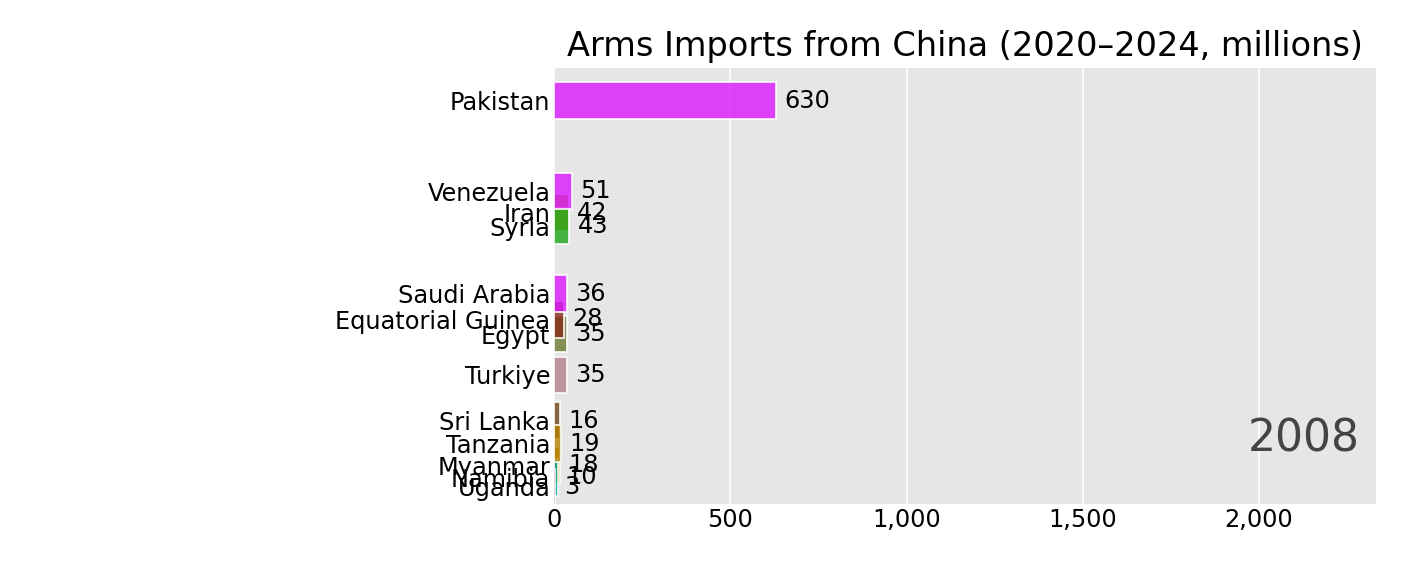 Arms Imports from China (2020–2024, millions)
Pakistan 630
Venezuela 51
Iran 42
Syria 43
Saudi Arabia 36
Equatorial Guinea 28
Egypt 35
Turkiye 35
Sri Lanka 16
2008
Tanzania 19
Myanmar 18
Namibia 10
Uganda 3
0 500 1,000 1,500 2,000